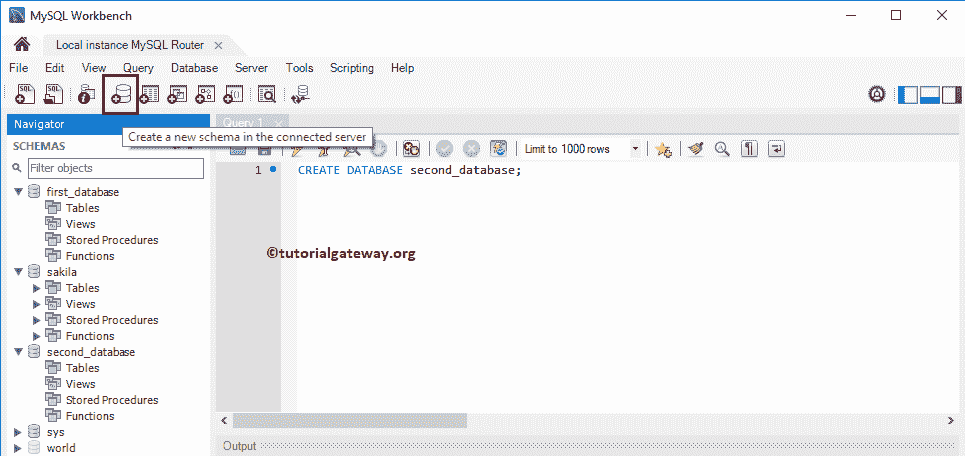 MySQL Workbench
Local instance MySQL Router
File Edit View Query Database Server Tools Scripting Help
SQL SQL
Navigator
Query 1
Create a new schema in the connected server
SCHEMAS
Filter objects
Limit to 1000 rows
first_database
Tables
Views
Stored Procedures
Functions
sakila
Tables
Views
Stored Procedures
Functions
second_database
Tables
Views
Stored Procedures
Functions
sys
world
1 CREATE DATABASE second_database;
©tutorialgateway.org
Output